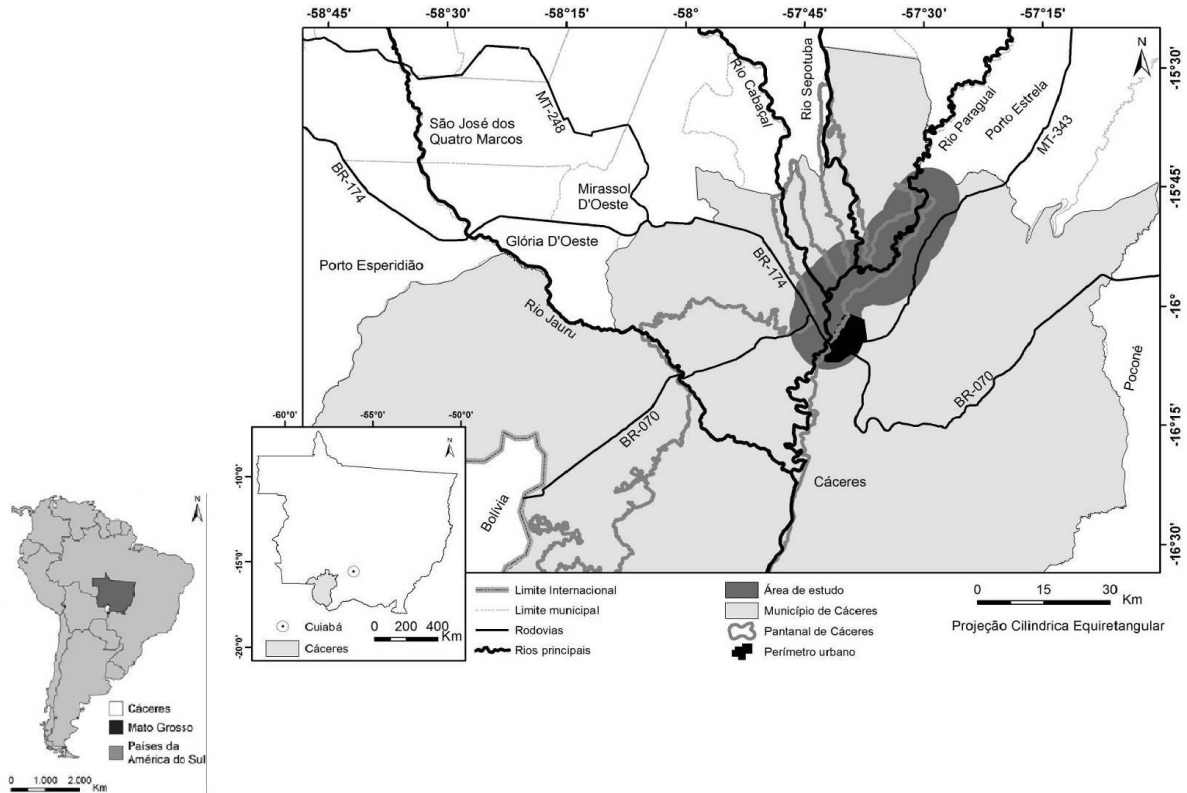 -58°45' -58°30' -58°15' -58° -57°45' -57°30' -57°15'
N
-15°30'
-15°45'
-16°
-16°15'
-16°30'
Rio Cabaçal
Rio Sepotuba
Rio Paraguai
Porto Estrela
MT-343
São José dos
Quatro Marcos
MT-248
BR-174
Mirassol
D'Oeste
Glória D'Oeste
Porto Esperidião
BR-174
Rio Jauru
BR-070
BR-070
Poconé
Cáceres
Bolívia
-60°0' -55°0' -50°0'
N
-10°0'
-15°0'
-20°0'
Cuiabá
0 200 400 Km
Cáceres
Limite Internacional
Limite municipal
Rodovias
Rios principais
Área de estudo
Município de Cáceres
Pantanal de Cáceres
Perímetro urbano
0 15 30
Km
Projeção Cilíndrica Equiretangular
N
Cáceres
Mato Grosso
Países da
América do Sul
0 1.000 2.000 Km